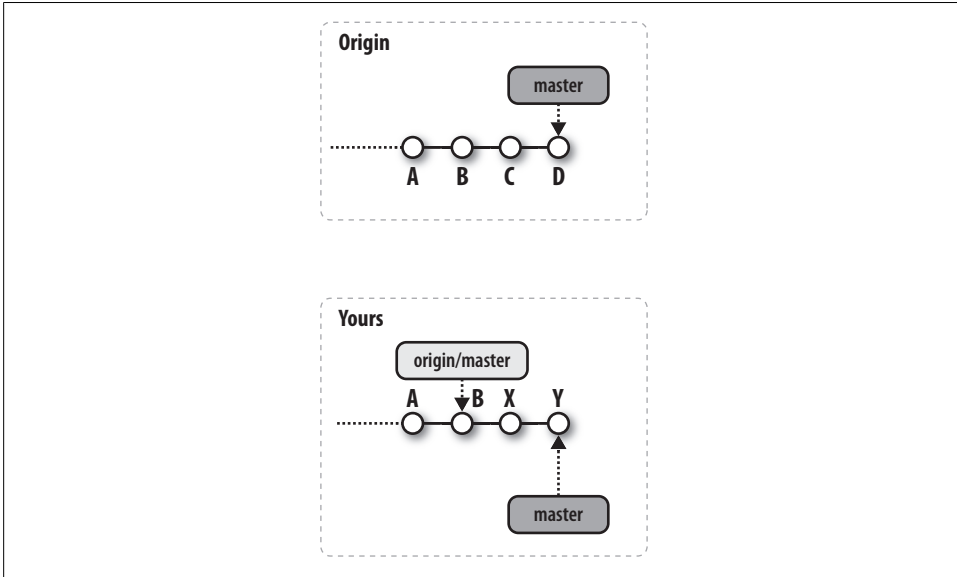 Origin
master
A B C D
Yours
origin/master
A B X Y
master